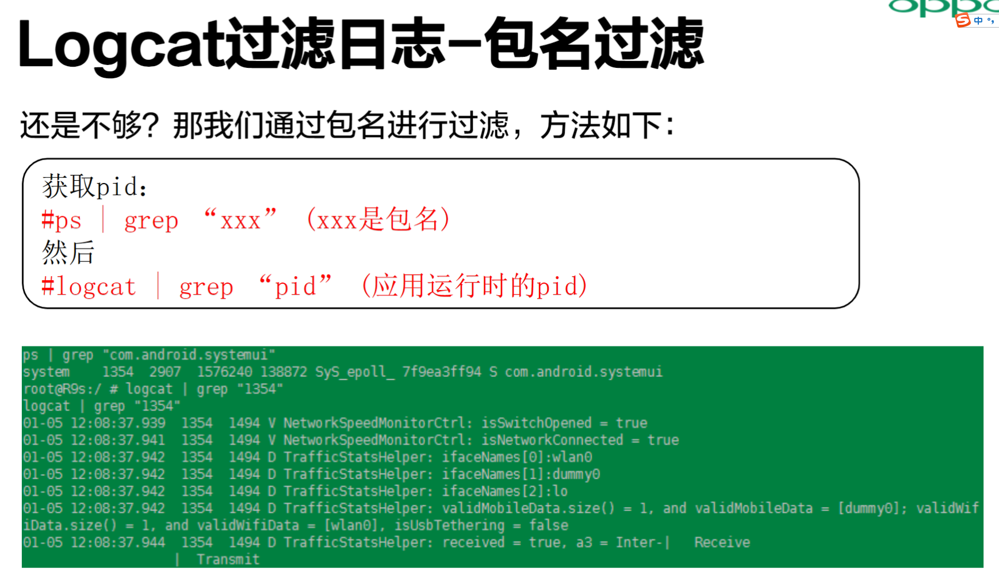 oppo
中 °,
Logcat过滤日志-包名过滤
还是不够？那我们通过包名进行过滤，方法如下：
获取pid：
#ps | grep “xxx” (xxx是包名)
然后
#logcat | grep “pid” (应用运行时的pid)
ps | grep "com.android.systemui"
system    1354  2907  1576240 138872 SyS_epoll_ 7f9ea3ff94 S com.android.systemui
root@R9s:/ # logcat | grep "1354"
logcat | grep "1354"
01-05 12:08:37.939  1354  1494 V NetworkSpeedMonitorCtrl: isSwitchOpened = true
01-05 12:08:37.941  1354  1494 V NetworkSpeedMonitorCtrl: isNetworkConnected = true
01-05 12:08:37.942  1354  1494 D TrafficStatsHelper: ifaceNames[0]:wlan0
01-05 12:08:37.942  1354  1494 D TrafficStatsHelper: ifaceNames[1]:dummy0
01-05 12:08:37.942  1354  1494 D TrafficStatsHelper: ifaceNames[2]:lo
01-05 12:08:37.942  1354  1494 D TrafficStatsHelper: validMobileData.size() = 1, and validMobileData = [dummy0]; validWif
iData.size() = 1, and validWifiData = [wlan0], isUsbTethering = false
01-05 12:08:37.944  1354  1494 D TrafficStatsHelper: received = true, a3 = Inter-|   Receive
|  Transmit